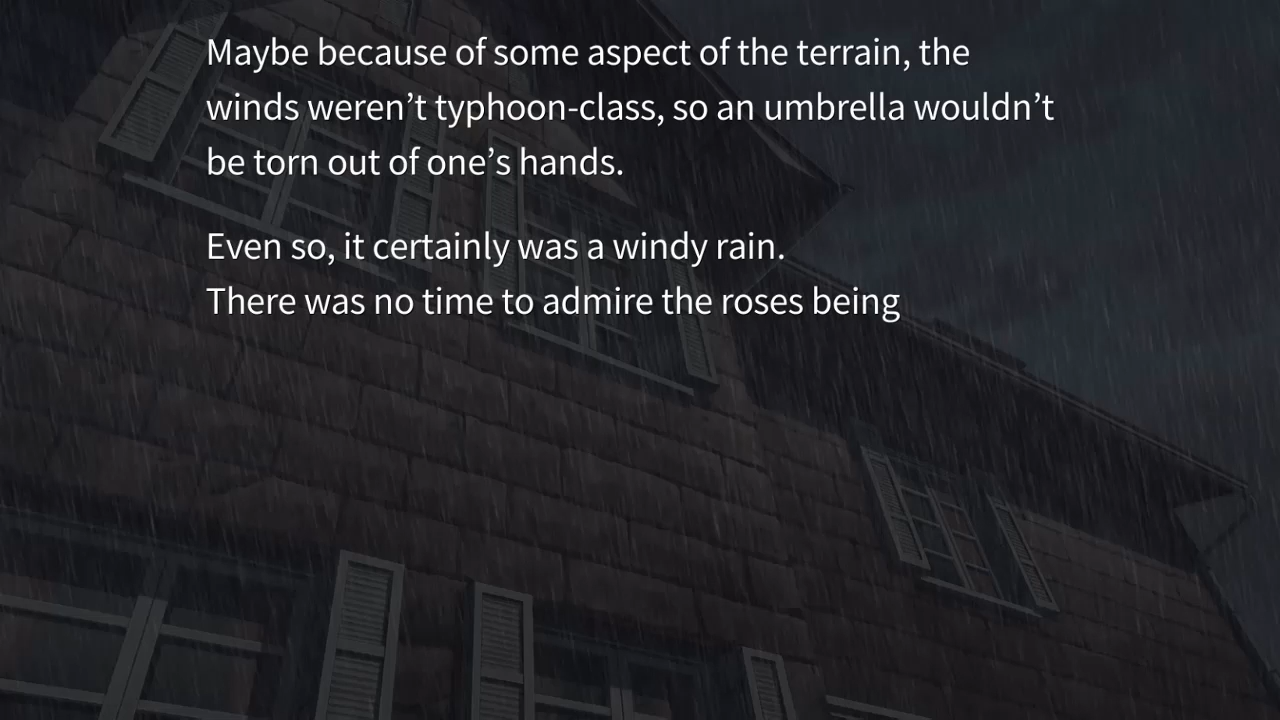 Maybe because of some aspect of the terrain, the
winds weren’t typhoon-class, so an umbrella wouldn’t
be torn out of one’s hands.
Even so, it certainly was a windy rain.
There was no time to admire the roses being